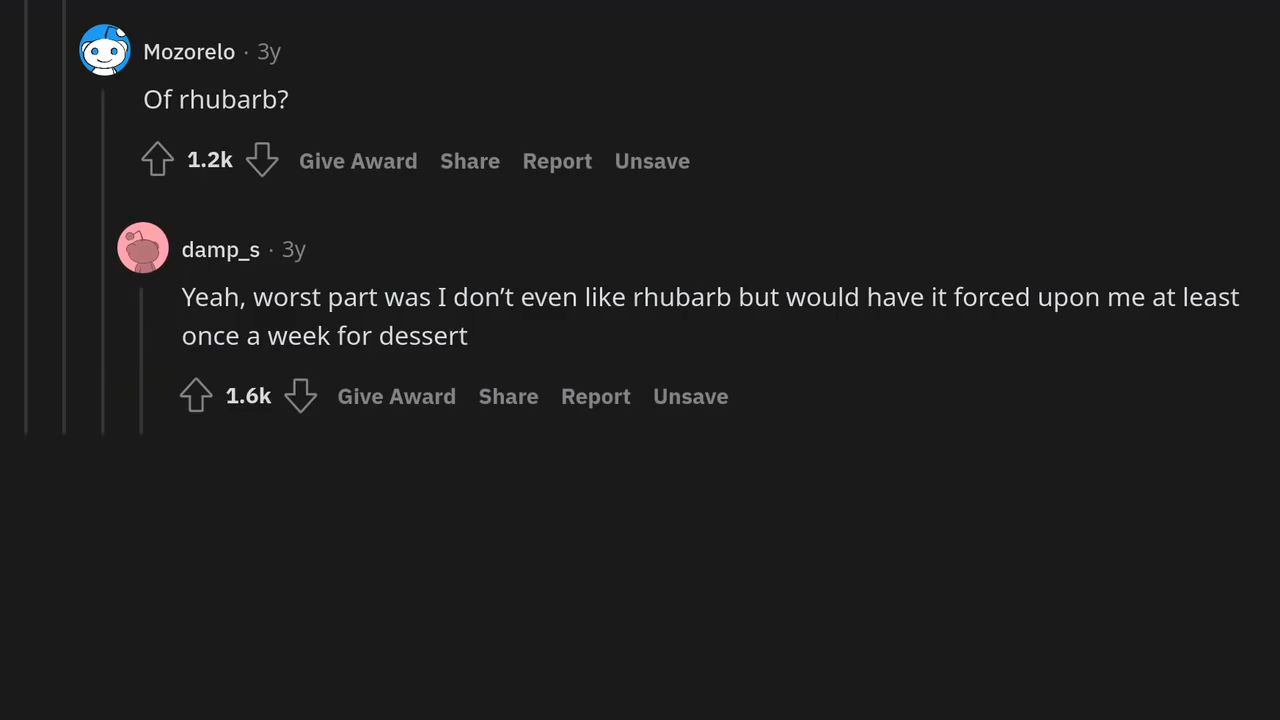 Mozorelo · 3y
Of rhubarb?
1.2k Give Award Share Report Unsave
damp_s · 3y
Yeah, worst part was I don’t even like rhubarb but would have it forced upon me at least
once a week for dessert
1.6k Give Award Share Report Unsave